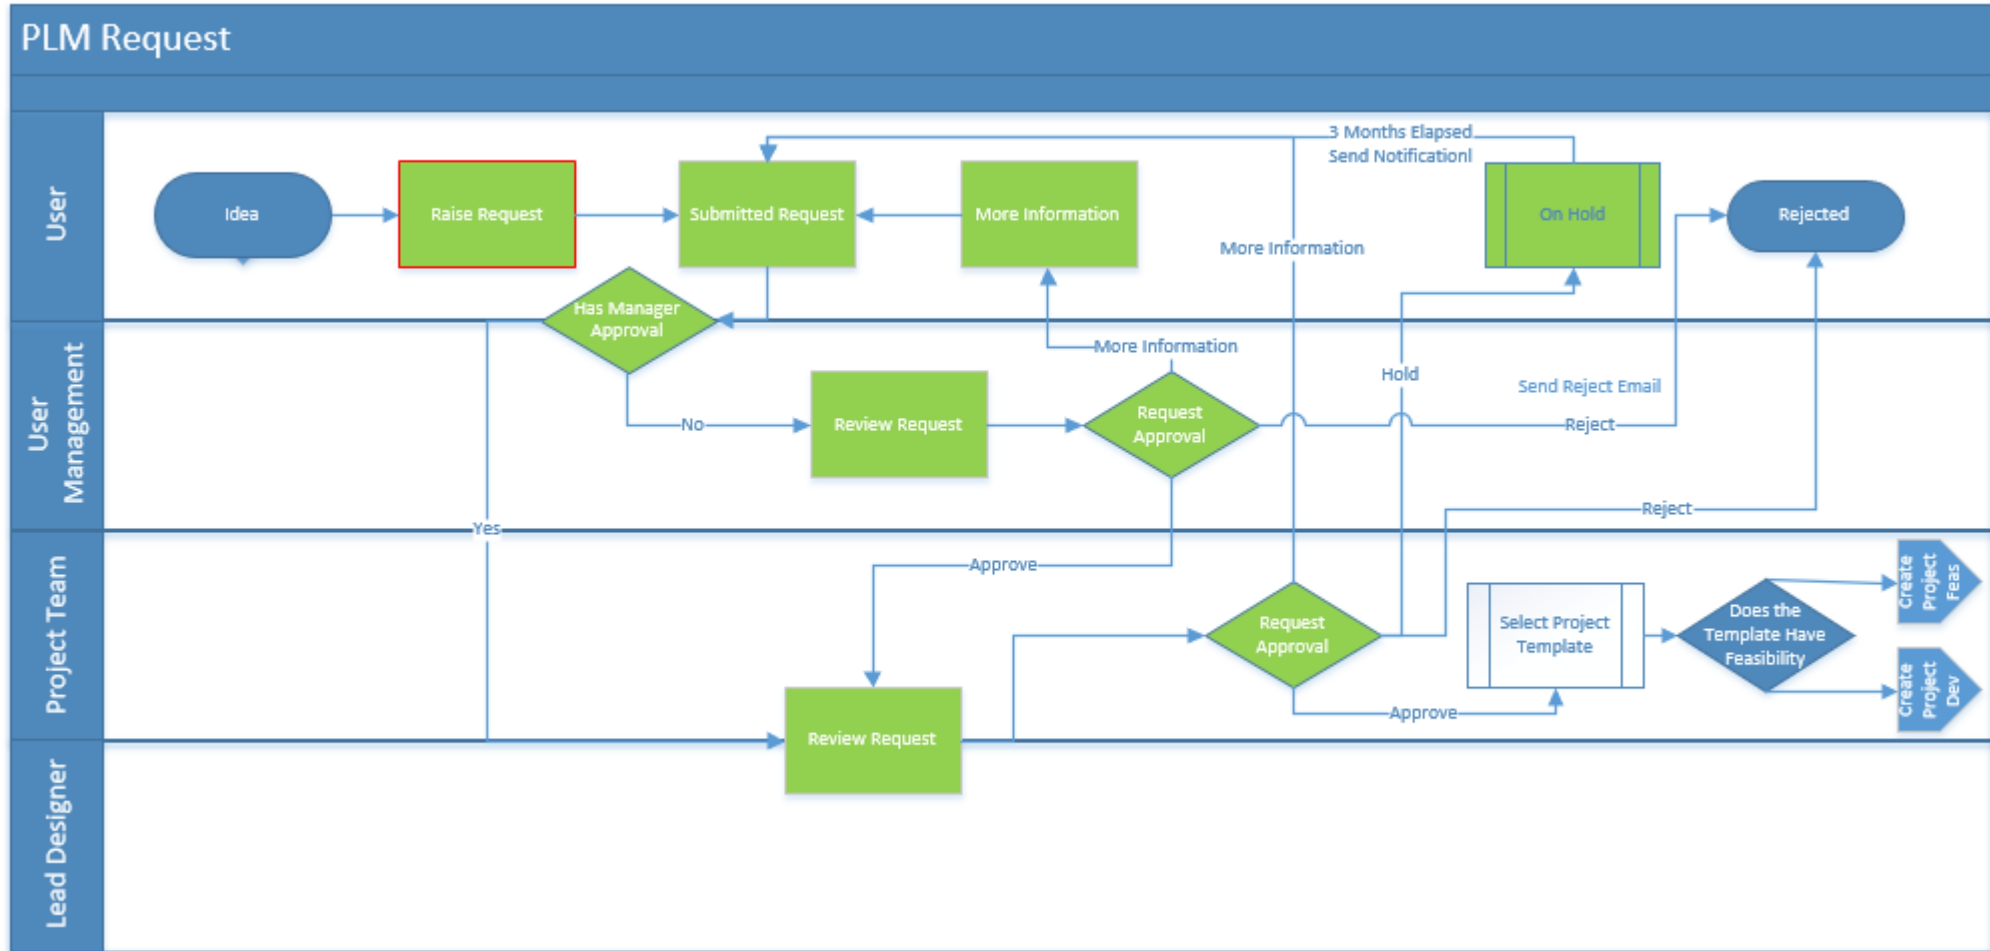 PLM Request
User
Idea
Raise Request
Submitted Request
More Information
3 Months Elapsed
Send Notification!
More Information
On Hold
Rejected
Has Manager
Approval
User
Management
No
Review Request
More Information
Request
Approval
Hold
Send Reject Email
Reject
Reject
Yes
Project Team
Approve
Review Request
Request
Approval
Approve
Select Project
Template
Does the
Template Have
Feasibility
Create
Project
Feas
Create
Project
Dev
Lead Designer